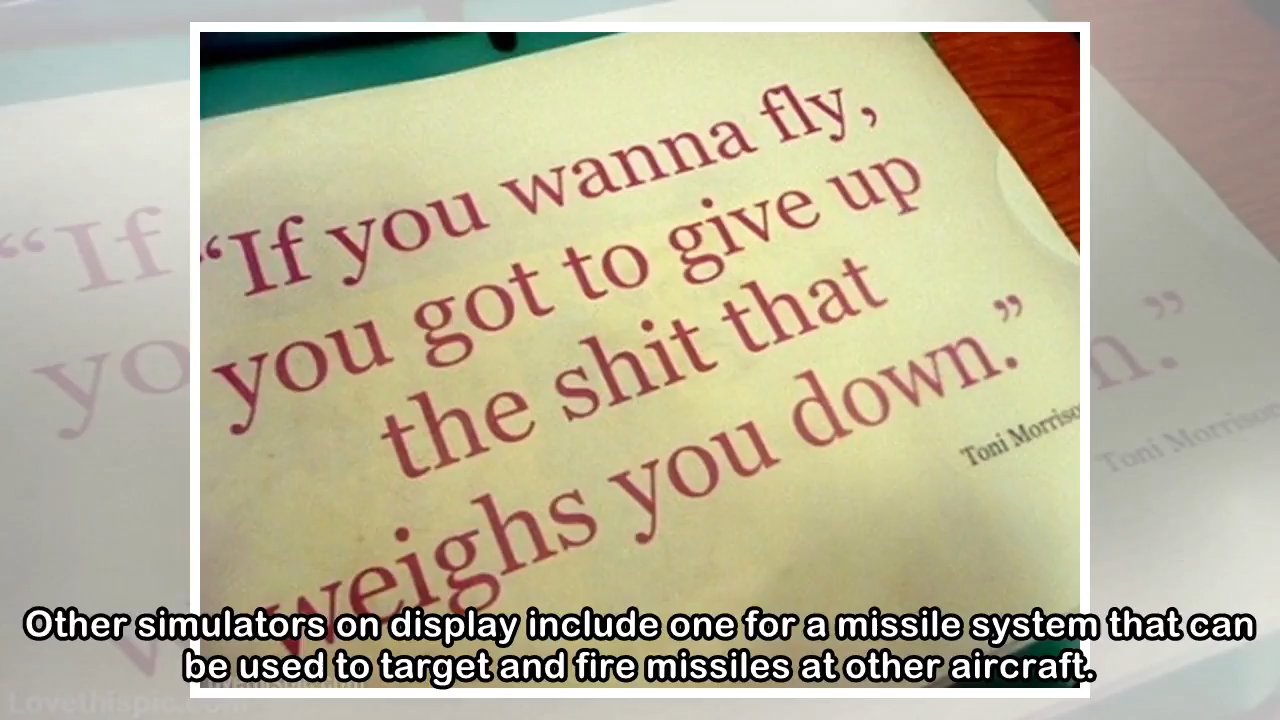 “If you wanna fly,
you got to give up
the shit that
weighs you down.”
Toni Morriso
Other simulators on display include one for a missile system that can
be used to target and fire missiles at other aircraft.
Lovethispic.com